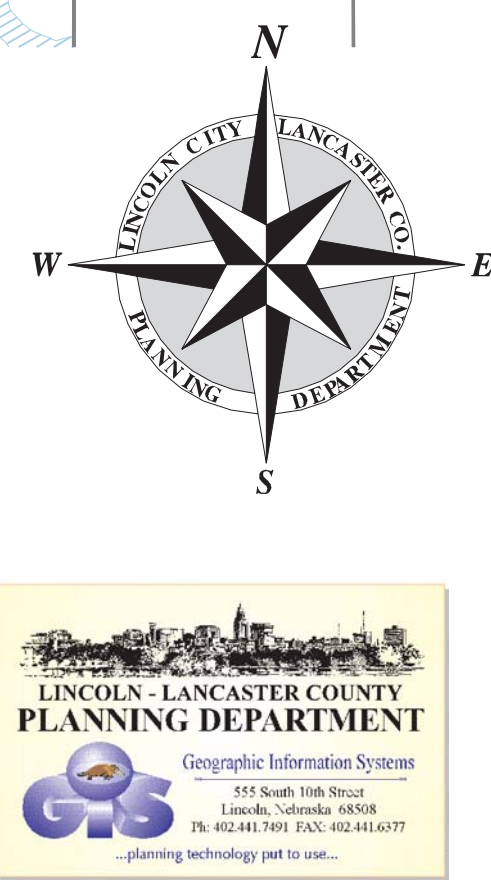 N
LINCOLN CITY LANCASTER CO.
W E
PLANNING DEPARTMENT
S
LINCOLN - LANCASTER COUNTY
PLANNING DEPARTMENT
GIS
Geographic Information Systems
555 South 10th Street
Lincoln, Nebraska 68508
Ph: 402.441.7491 FAX: 402.441.6377
...planning technology put to use...